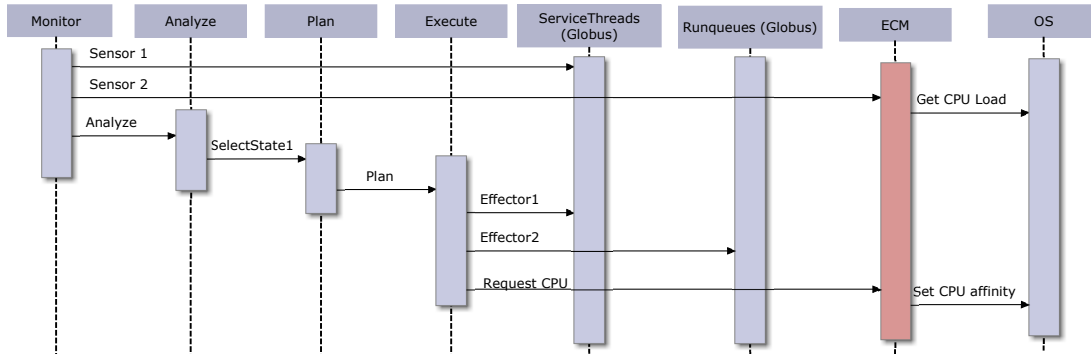 Monitor
Analyze
Plan
Execute
ServiceThreads
(Globus)
Runqueues (Globus)
ECM
OS
Sensor 1
Sensor 2
Get CPU Load
Analyze
SelectState1
Plan
Effector1
Effector2
Request CPU
Set CPU affinity